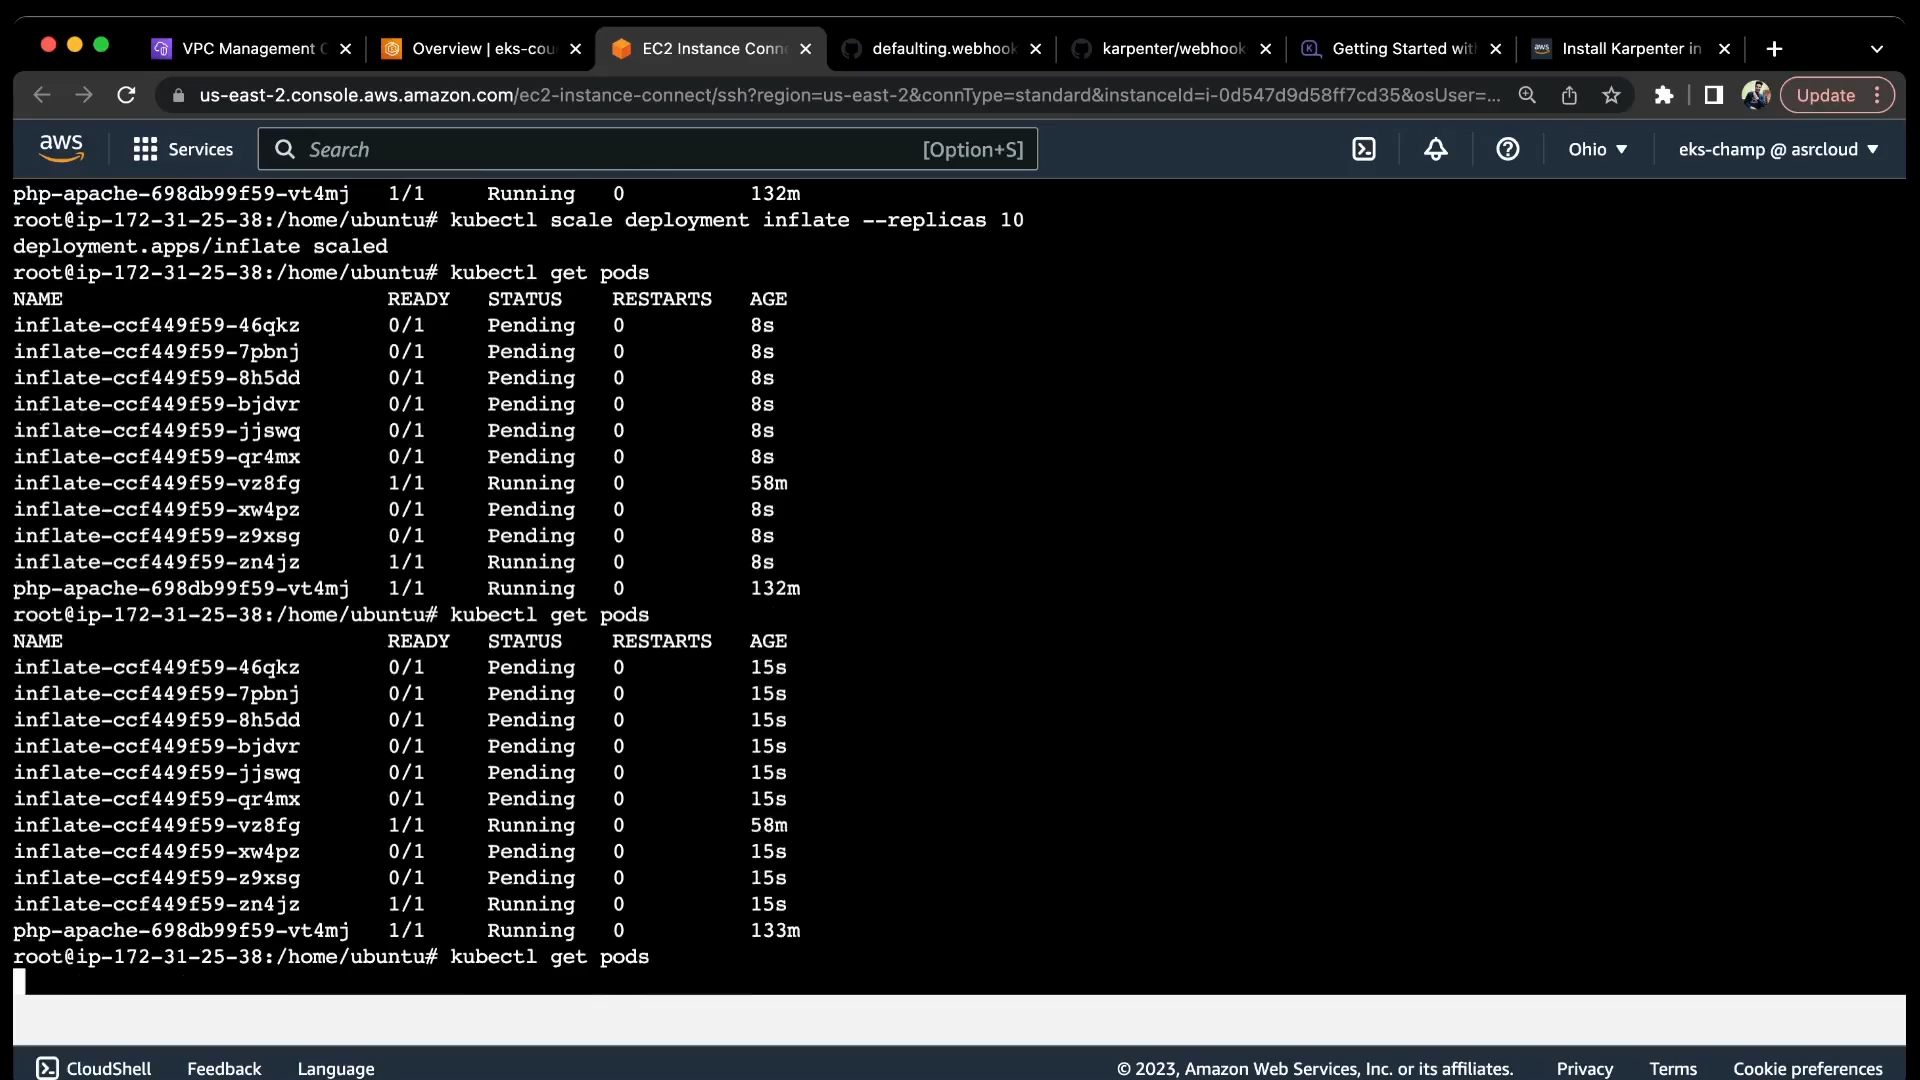 VPC Management C
Overview | eks-cou
EC2 Instance Conn
defaulting.webhook
karpenter/webhook
Getting Started wit
Install Karpenter in
us-east-2.console.aws.amazon.com/ec2-instance-connect/ssh?region=us-east-2&connType=standard&instanceId=i-0d547d9d58ff7cd35&osUser=...
Update
aws
Services
Search
[Option+S]
Ohio
eks-champ @ asrcloud
php-apache-698db99f59-vt4mj 1/1 Running 0 132m
root@ip-172-31-25-38:/home/ubuntu# kubectl scale deployment inflate --replicas 10
deployment.apps/inflate scaled
root@ip-172-31-25-38:/home/ubuntu# kubectl get pods
NAME READY STATUS RESTARTS AGE
inflate-ccf449f59-46qkz 0/1 Pending 0 8s
inflate-ccf449f59-7pbnj 0/1 Pending 0 8s
inflate-ccf449f59-8h5dd 0/1 Pending 0 8s
inflate-ccf449f59-bjdvr 0/1 Pending 0 8s
inflate-ccf449f59-jjswq 0/1 Pending 0 8s
inflate-ccf449f59-qr4mx 0/1 Pending 0 8s
inflate-ccf449f59-vz8fg 1/1 Running 0 58m
inflate-ccf449f59-xw4pz 0/1 Pending 0 8s
inflate-ccf449f59-z9xsg 0/1 Pending 0 8s
inflate-ccf449f59-zn4jz 1/1 Running 0 8s
php-apache-698db99f59-vt4mj 1/1 Running 0 132m
root@ip-172-31-25-38:/home/ubuntu# kubectl get pods
NAME READY STATUS RESTARTS AGE
inflate-ccf449f59-46qkz 0/1 Pending 0 15s
inflate-ccf449f59-7pbnj 0/1 Pending 0 15s
inflate-ccf449f59-8h5dd 0/1 Pending 0 15s
inflate-ccf449f59-bjdvr 0/1 Pending 0 15s
inflate-ccf449f59-jjswq 0/1 Pending 0 15s
inflate-ccf449f59-qr4mx 0/1 Pending 0 15s
inflate-ccf449f59-vz8fg 1/1 Running 0 58m
inflate-ccf449f59-xw4pz 0/1 Pending 0 15s
inflate-ccf449f59-z9xsg 0/1 Pending 0 15s
inflate-ccf449f59-zn4jz 1/1 Running 0 15s
php-apache-698db99f59-vt4mj 1/1 Running 0 133m
root@ip-172-31-25-38:/home/ubuntu# kubectl get pods
CloudShell
Feedback
Language
© 2023, Amazon Web Services, Inc. or its affiliates.
Privacy
Terms
Cookie preferences